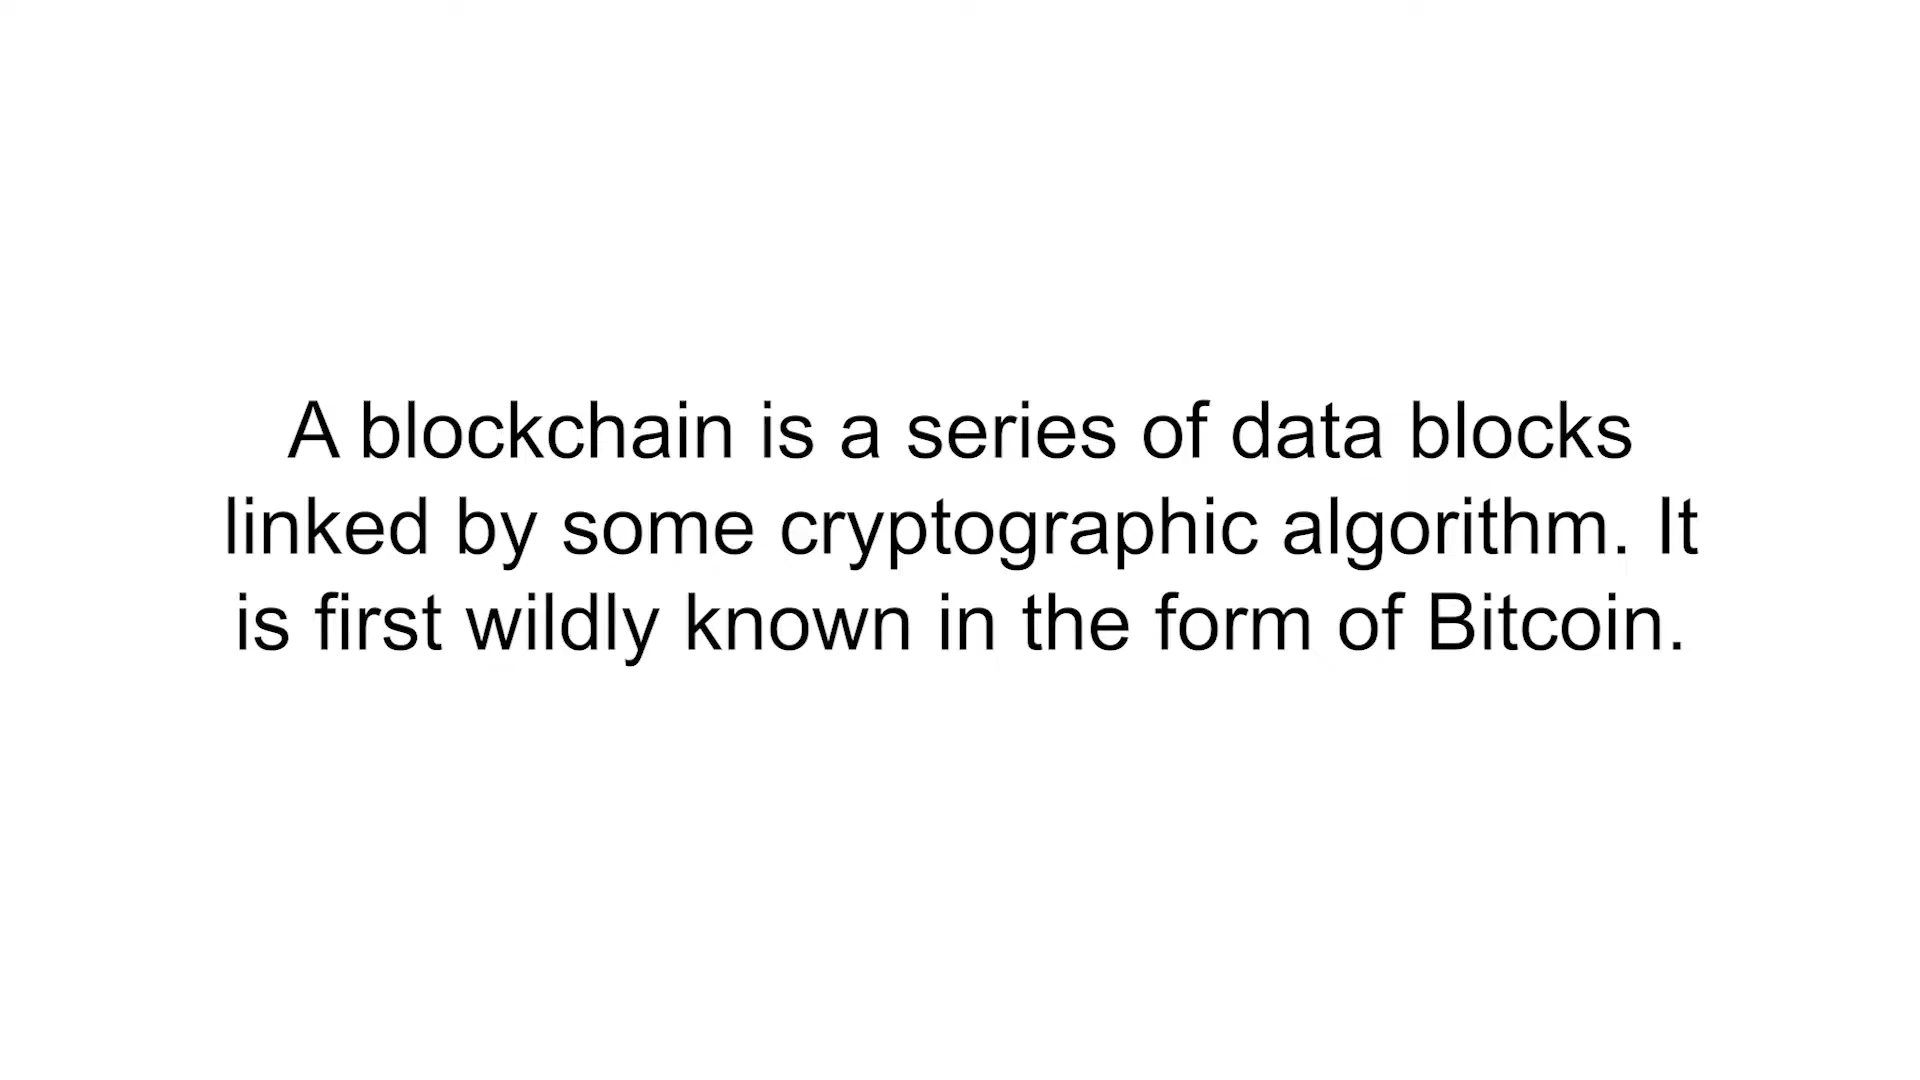 A blockchain is a series of data blocks
linked by some cryptographic algorithm. It
is first wildly known in the form of Bitcoin.